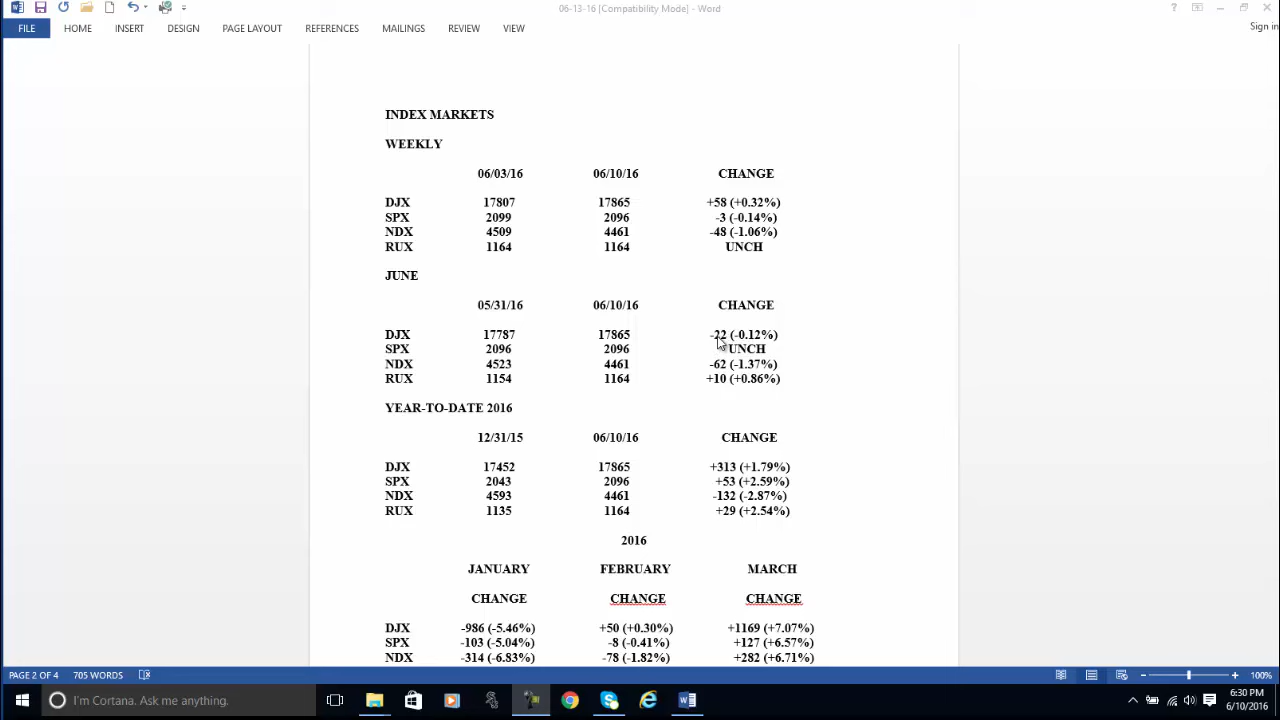 06-13-16 [Compatibility Mode] - Word
FILE HOME INSERT DESIGN PAGE LAYOUT REFERENCES MAILINGS REVIEW VIEW Sign in
INDEX MARKETS
WEEKLY
06/03/16 06/10/16 CHANGE
DJX 17807 17865 +58 (+0.32%)
SPX 2099 2096 -3 (-0.14%)
NDX 4509 4461 -48 (-1.06%)
RUX 1164 1164 UNCH
JUNE
05/31/16 06/10/16 CHANGE
DJX 17787 17865 -22 (-0.12%)
SPX 2096 2096 UNCH
NDX 4523 4461 -62 (-1.37%)
RUX 1154 1164 +10 (+0.86%)
YEAR-TO-DATE 2016
12/31/15 06/10/16 CHANGE
DJX 17452 17865 +313 (+1.79%)
SPX 2043 2096 +53 (+2.59%)
NDX 4593 4461 -132 (-2.87%)
RUX 1135 1164 +29 (+2.54%)
2016
JANUARY FEBRUARY MARCH
CHANGE CHANGE CHANGE
DJX -986 (-5.46%) +50 (+0.30%) +1169 (+7.07%)
SPX -103 (-5.04%) -8 (-0.41%) +127 (+6.57%)
NDX -314 (-6.83%) -78 (-1.82%) +282 (+6.71%)
PAGE 2 OF 4 705 WORDS 100%
I'm Cortana. Ask me anything. 6:30 PM
6/10/2016